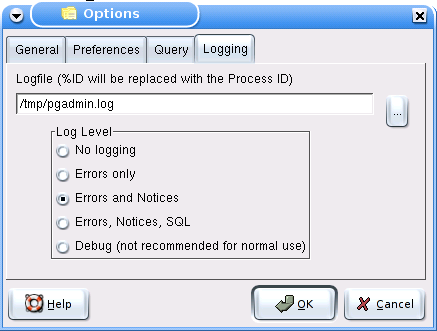 Options
General Preferences Query Logging
Logfile (%ID will be replaced with the Process ID)
/tmp/pgadmin.log ...
Log Level
No logging
Errors only
Errors and Notices
Errors, Notices, SQL
Debug (not recommended for normal use)
Help OK Cancel